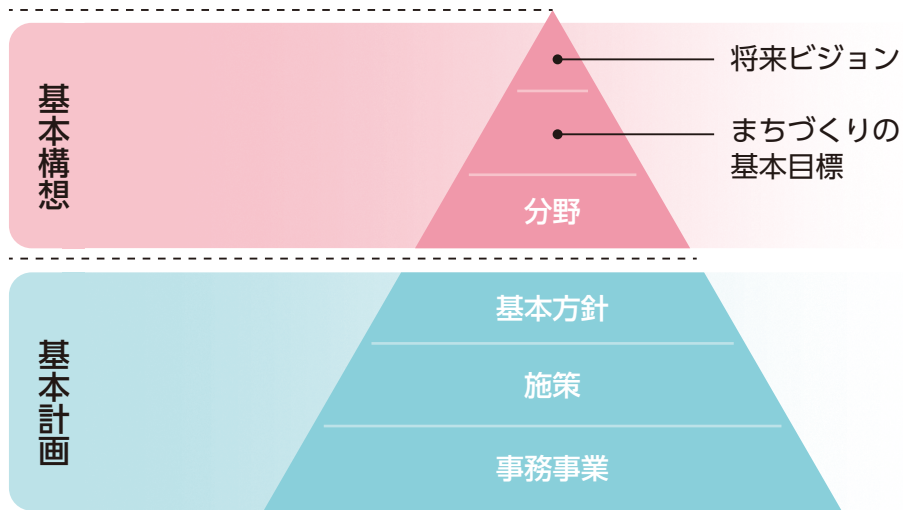 基本構想
将来ビジョン
まちづくりの
基本目標
分野
基本計画
基本方針
施策
事務事業